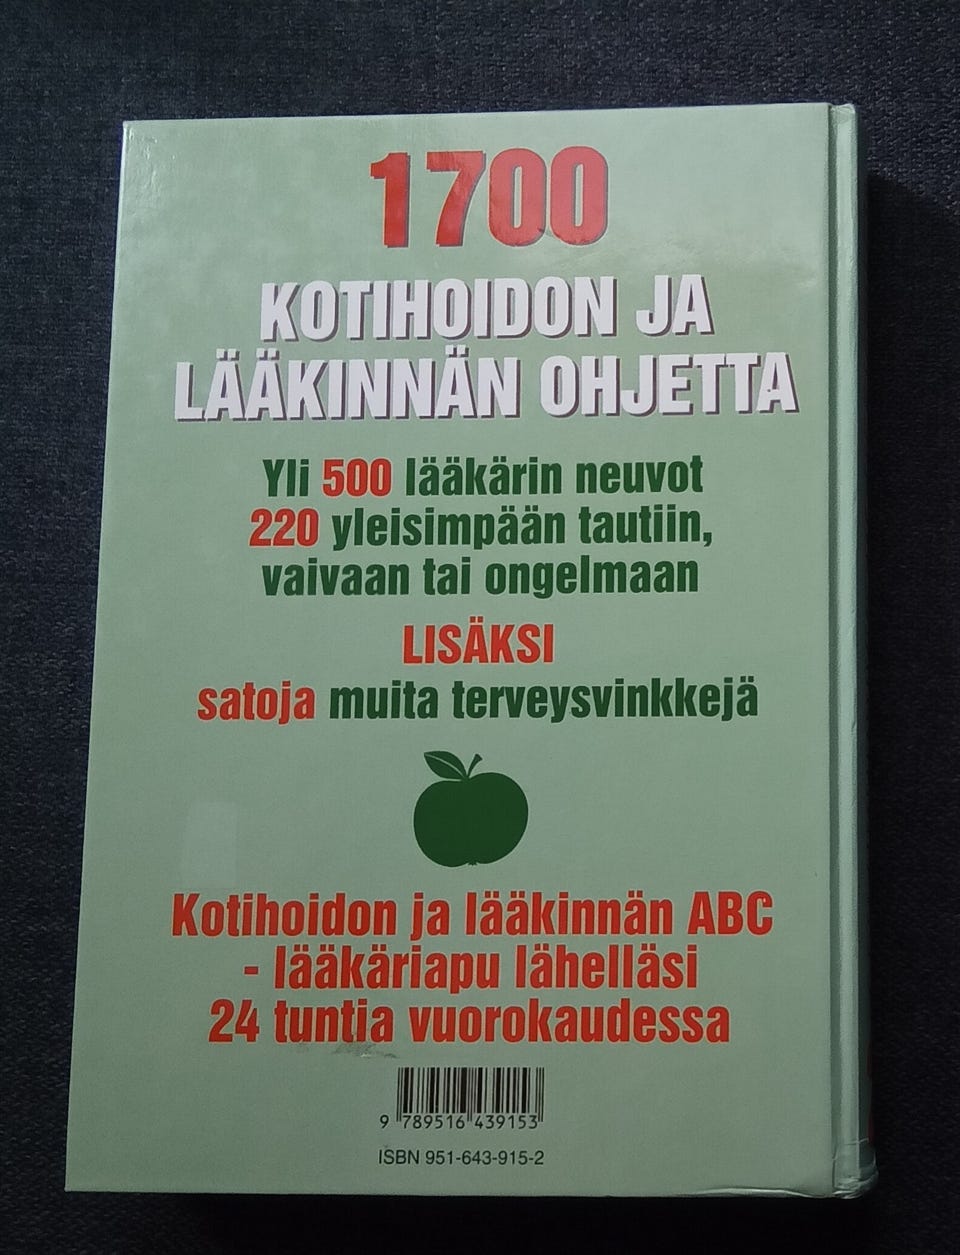 1700
KOTIHOIDON JA
LÄÄKINNÄN OHJETTA
Yli 500 lääkärin neuvot
220 yleisimpään tautiin,
vaivaan tai ongelmaan
LISÄKSI
satoja muita terveysvinkkejä
Kotihoidon ja lääkinnän ABC
- lääkäriapu lähelläsi
24 tuntia vuorokaudessa
9 789516 439153
ISBN 951-643-915-2